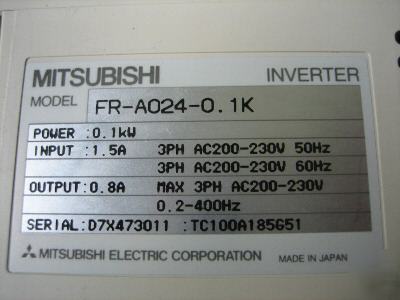 MITSUBISHI INVERTER
MODEL FR-A024-0.1K
POWER :0.1kW
INPUT :1.5A 3PH AC200-230V 50Hz
3PH AC200-230V 60Hz
OUTPUT:0.8A MAX 3PH AC200-230V
0.2-400Hz
SERIAL:D7X473011 :TC100A185G51
MITSUBISHI ELECTRIC CORPORATION MADE IN JAPAN